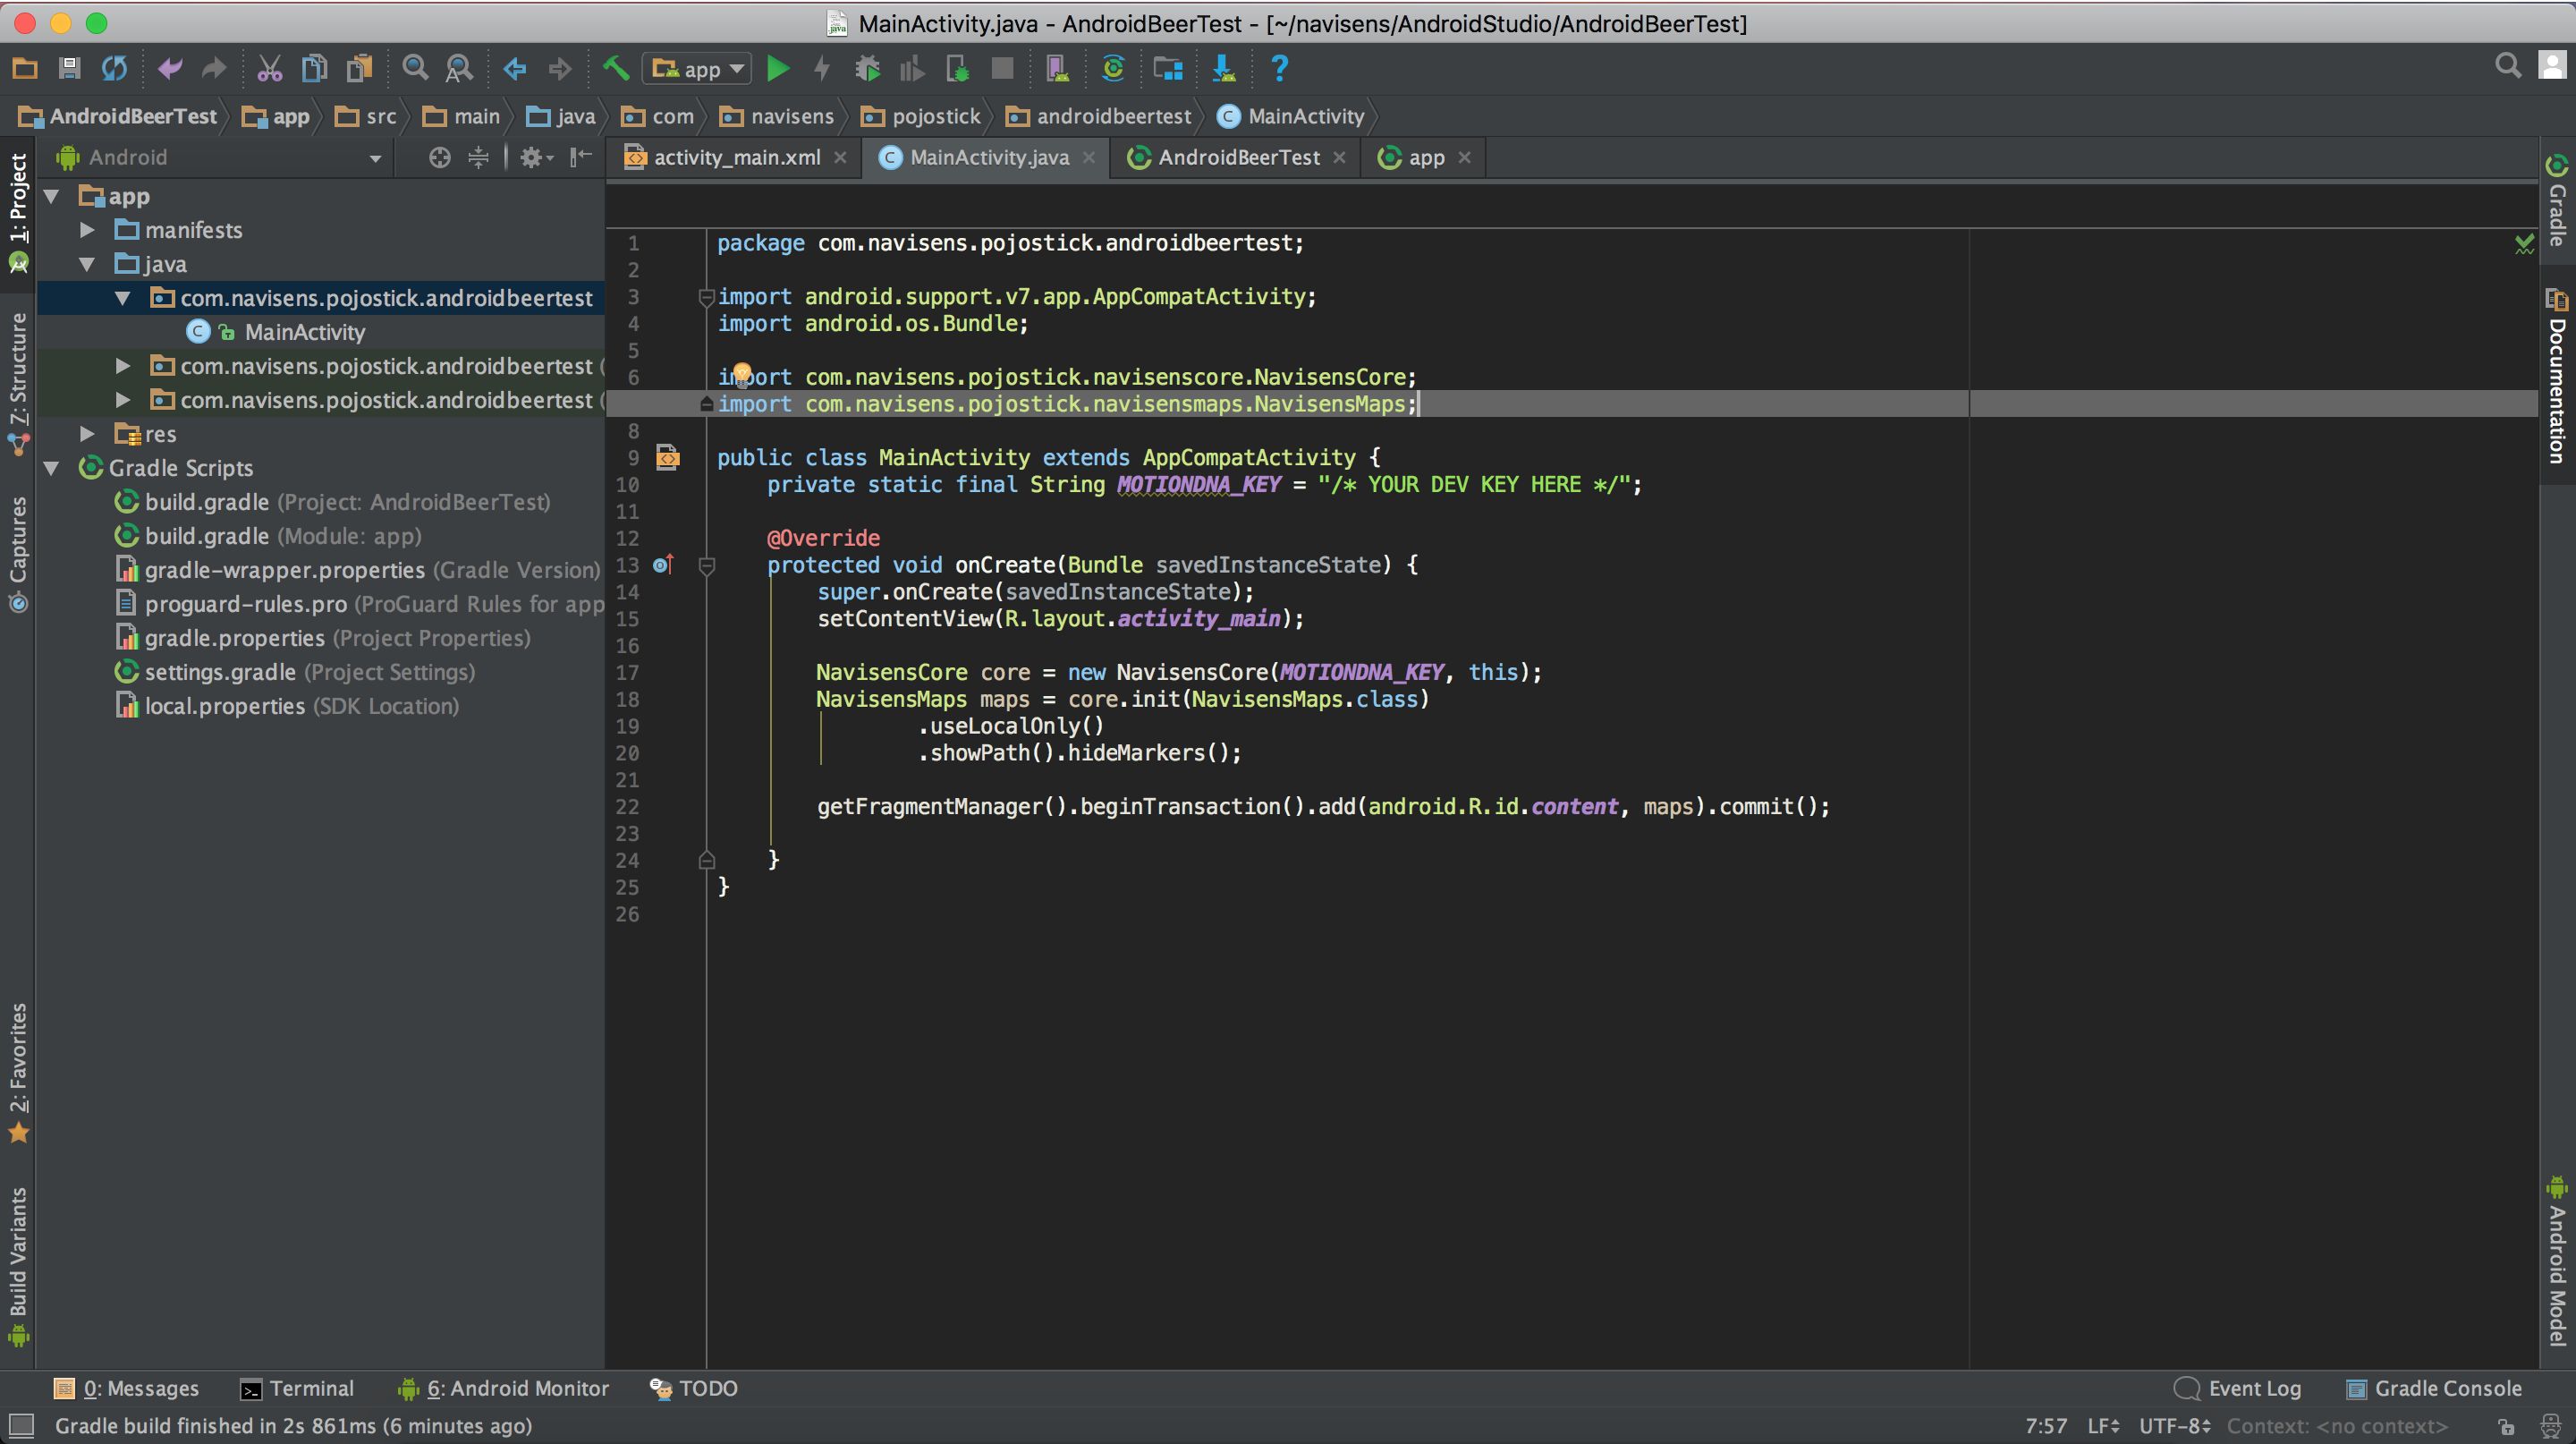 MainActivity.java - AndroidBeerTest - [~/navisens/AndroidStudio/AndroidBeerTest]
app
AndroidBeerTest app src main java com navisens pojostick androidbeertest MainActivity
Android
activity_main.xml MainActivity.java AndroidBeerTest app
1: Project
7: Structure
Captures
2: Favorites
Build Variants
app
manifests
java
com.navisens.pojostick.androidbeertest
MainActivity
com.navisens.pojostick.androidbeertest (
com.navisens.pojostick.androidbeertest (
res
Gradle Scripts
build.gradle (Project: AndroidBeerTest)
build.gradle (Module: app)
gradle-wrapper.properties (Gradle Version)
proguard-rules.pro (ProGuard Rules for app
gradle.properties (Project Properties)
settings.gradle (Project Settings)
local.properties (SDK Location)
1 package com.navisens.pojostick.androidbeertest;
2
3 import android.support.v7.app.AppCompatActivity;
4 import android.os.Bundle;
5
6 import com.navisens.pojostick.navisenscore.NavisensCore;
import com.navisens.pojostick.navisensmaps.NavisensMaps;
8
9 public class MainActivity extends AppCompatActivity {
10 private static final String MOTIONDNA_KEY = "/* YOUR DEV KEY HERE */";
11
12 @Override
13 protected void onCreate(Bundle savedInstanceState) {
14 super.onCreate(savedInstanceState);
15 setContentView(R.layout.activity_main);
16
17 NavisensCore core = new NavisensCore(MOTIONDNA_KEY, this);
18 NavisensMaps maps = core.init(NavisensMaps.class)
19 .useLocalOnly()
20 .showPath().hideMarkers();
21
22 getFragmentManager().beginTransaction().add(android.R.id.content, maps).commit();
23
24 }
25 }
26
Gradle
Documentation
Android Model
0: Messages Terminal 6: Android Monitor TODO Event Log Gradle Console
Gradle build finished in 2s 861ms (6 minutes ago) 7:57 LF UTF-8 Context: <no context>